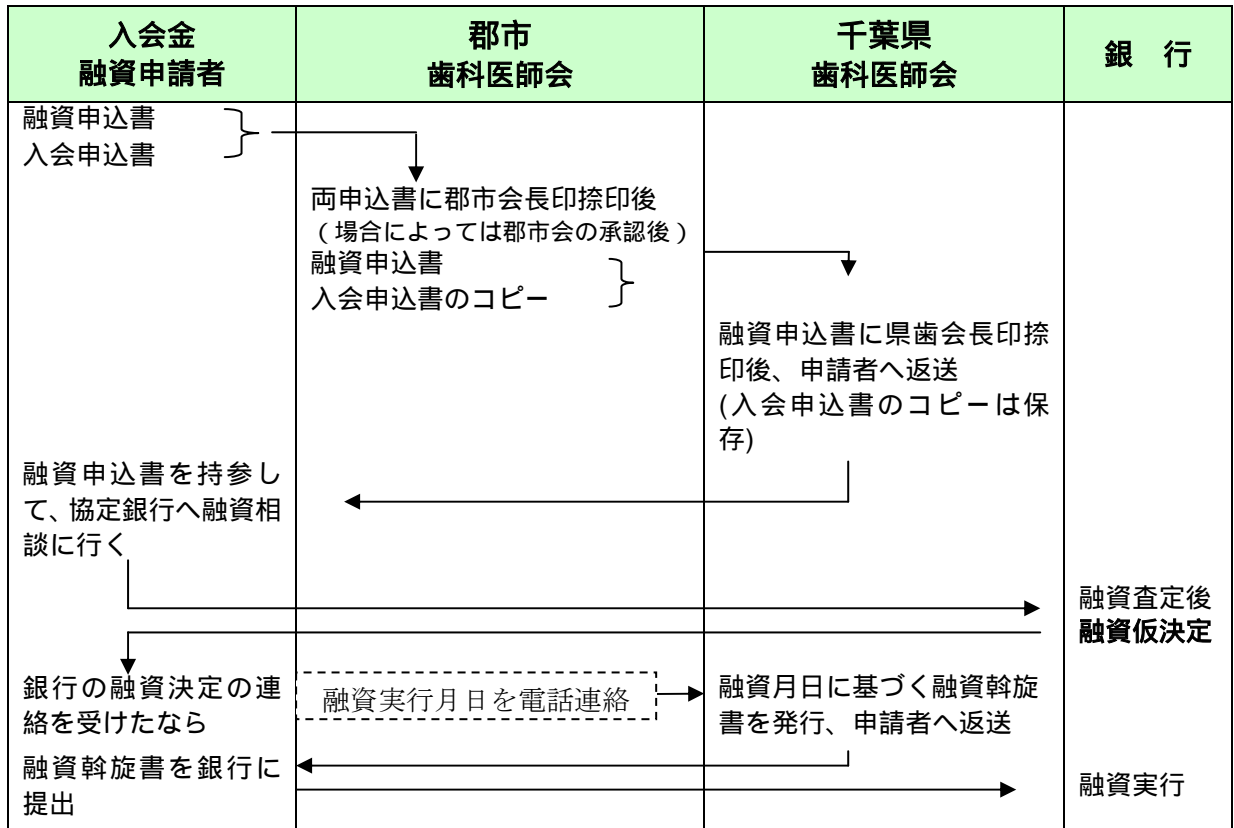 入会金
融資申請者
郡市
歯科医師会
千葉県
歯科医師会
銀　行
融資申込書
入会申込書
両申込書に郡市会長印捺印後
（場合によっては郡市会の承認後）
融資申込書
入会申込書のコピー
融資申込書に県歯会長印捺
印後、申請者へ返送
(入会申込書のコピーは保
存)
融資申込書を持参し
て、協定銀行へ融資相
談に行く
融資査定後
融資仮決定
銀行の融資決定の連
絡を受けたなら
融資実行月日を電話連絡
融資月日に基づく融資斡旋
書を発行、申請者へ返送
融資斡旋書を銀行に
提出
融資実行